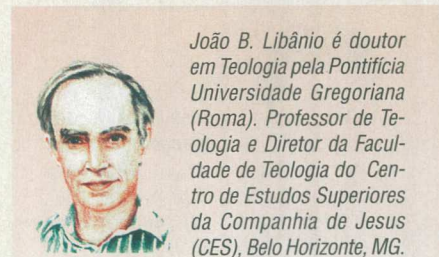 João B. Libânio é doutor
em Teologia pela Pontifícia
Universidade Gregoriana
(Roma). Professor de Te-
ologia e Diretor da Facul-
dade de Teologia do Cen-
tro de Estudos Superiores
da Companhia de Jesus
(CES), Belo Horizonte, MG.